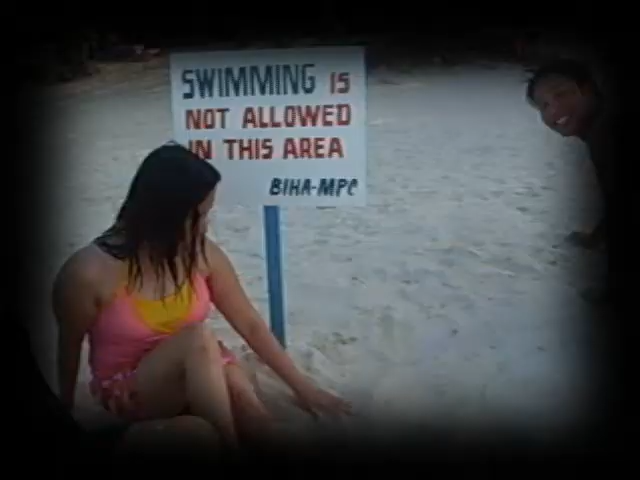 SWIMMING IS
NOT ALLOWED
IN THIS AREA
BIHA-MPC